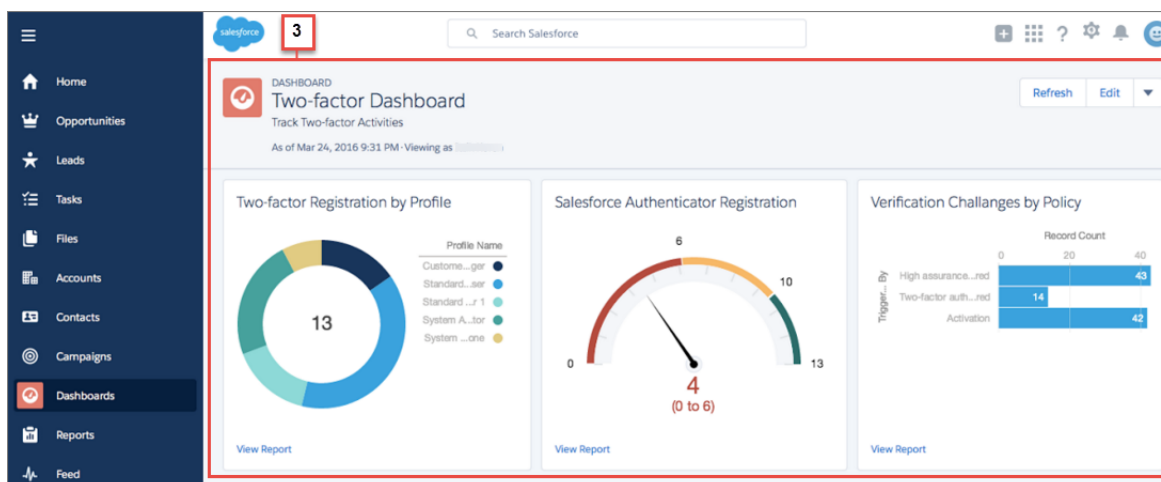 salesforce
3
Search Salesforce
?
Home
Opportunities
Leads
Tasks
Files
Accounts
Contacts
Campaigns
Dashboards
Reports
Feed
DASHBOARD
Two-factor Dashboard
Track Two-factor Activities
As of Mar 24, 2016 9:31 PM·Viewing as
Refresh Edit
Two-factor Registration by Profile
Profile Name
Custome...ger
Standard...ser
Standard ...r 1
System A...tor
System ...one
13
View Report
Salesforce Authenticator Registration
6
10
0
13
4
(0 to 6)
View Report
Verification Challanges by Policy
Record Count
0 20 40
Trigger... By
High assurance...red 43
Two-factor auth...red 14
Activation 42
View Report